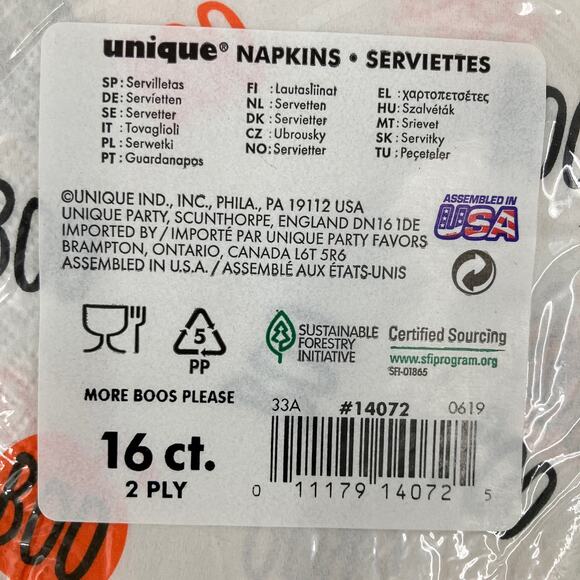 unique® NAPKINS • SERVIETTES
SP: Servilletas
DE: Servietten
SE: Servetter
IT : Tovaglioli
PL: Serwetki
PT: Guardanapos
FI : Lautasliinat
NL : Servetten
DK : Servietter
CZ : Ubrousky
NO: Servietter
EL : χαρτοπετσέτες
HU: Szalvéták
MT: Srievet
SK : Servitky
TU : Peçeteler
©UNIQUE IND., INC., PHILA., PA 19112 USA
UNIQUE PARTY, SCUNTHORPE, ENGLAND DN16 1DE
IMPORTED BY/IMPORTÉ PAR UNIQUE PARTY FAVORS
BRAMPTON, ONTARIO, CANADA L6T 5R6
ASSEMBLED IN U.S.A./ASSEMBLÉ AUX ÉTATS-UNIS
ASSEMBLED IN
USA
5
PP
SUSTAINABLE
FORESTRY
INITIATIVE
Certified Sourcing
www.sfiprogram.org
SFI-01865
MORE BOOS PLEASE
16 ct.
2 PLY
33A #14072 0619
0 11179 14072 5
BOO
BOO